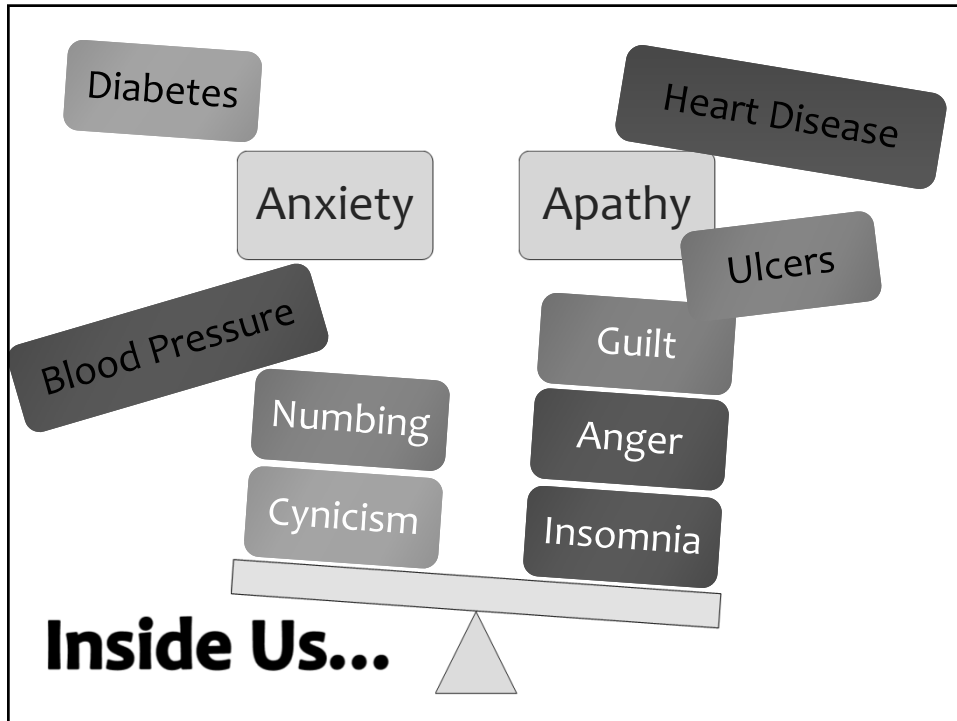 Diabetes
Heart Disease
Anxiety
Apathy
Ulcers
Blood Pressure
Guilt
Numbing
Anger
Cynicism
Insomnia
Inside Us...